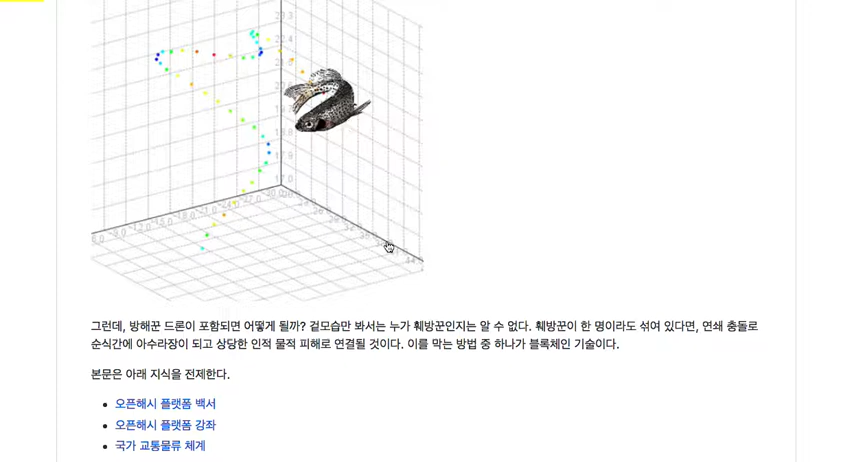 23.3
17.9
17.0
그런데, 방해꾼 드론이 포함되면 어떻게 될까? 겉모습만 봐서는 누가 훼방꾼인지는 알 수 없다. 훼방꾼이 한 명이라도 섞여 있다면, 연쇄 충돌로
순식간에 아수라장이 되고 상당한 인적 물적 피해로 연결될 것이다. 이를 막는 방법 중 하나가 블록체인 기술이다.
본문은 아래 지식을 전제한다.
오픈해시 플랫폼 백서
오픈해시 플랫폼 강좌
국가 교통물류 체계